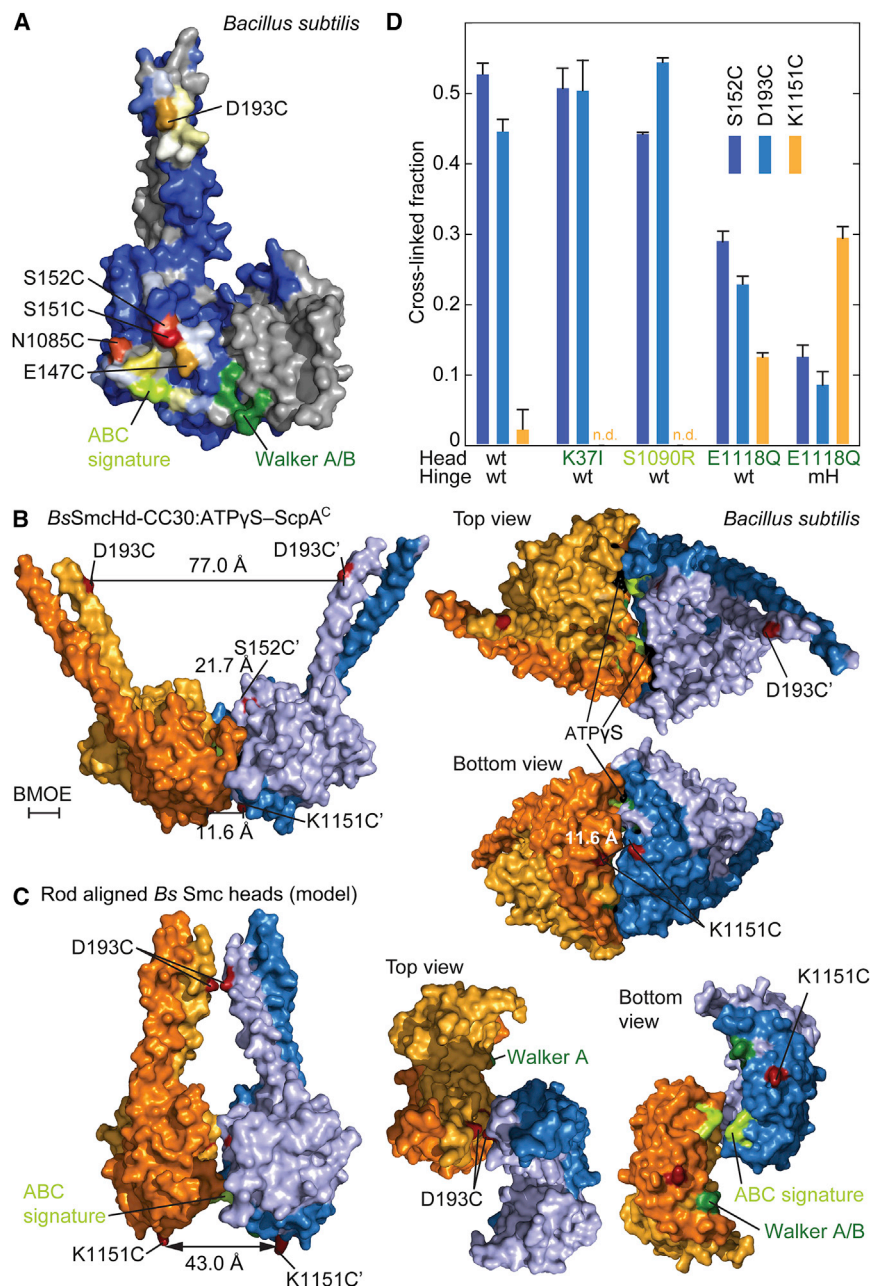 A
Bacillus subtilis
D193C
S152C
S151C
N1085C
E147C
ABC
signature
Walker A/B
D
Cross-linked fraction
0.5
0.4
0.3
0.2
0.1
0
S152C
D193C
K1151C
n.d.
n.d.
Head wt K37I S1090R E1118Q E1118Q
Hinge wt wt wt wt mH
B
BsSmcHd-CC30:ATPγS–ScpAC
D193C
D193C'
77.0 Å
S152C'
21.7 Å
BMOE
11.6 Å
K1151C'
Top view
Bacillus subtilis
D193C'
ATPγS
Bottom view
11.6 Å
K1151C
C
Rod aligned Bs Smc heads (model)
D193C
ABC
signature
K1151C
43.0 Å
K1151C'
Top view
Walker A
D193C
Bottom
view
K1151C
ABC signature
Walker A/B